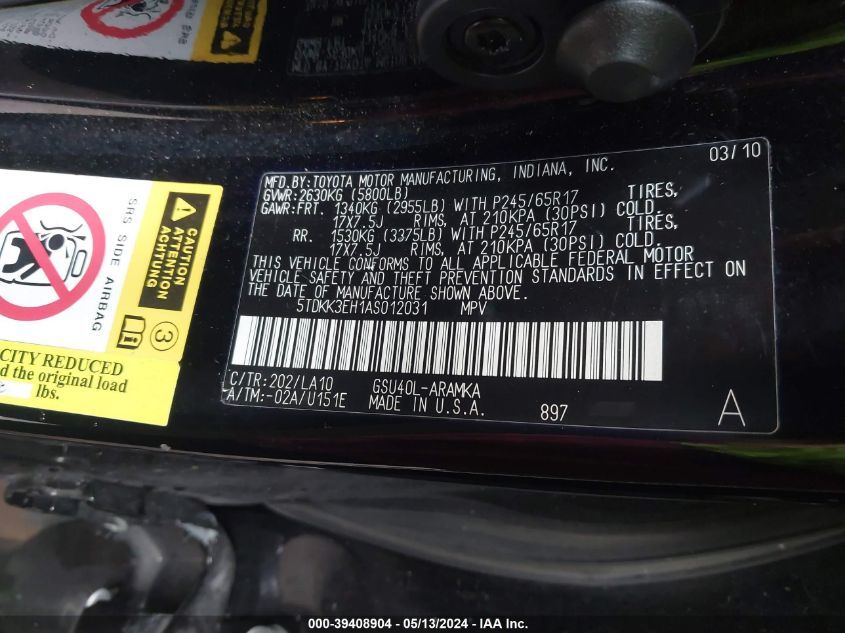 03/10
MFD.BY:TOYOTA MOTOR MANUFACTURING, INDIANA, INC.
GVWR:2630KG (5800LB)
GAWR:FRT. 1340KG (2955LB) WITH P245/65R17 TIRES,
17X7.5J RIMS, AT 210KPA (30PSI) COLD.
RR. 1530KG (3375LB) WITH P245/65R17 TIRES,
17X7.5J RIMS, AT 210KPA (30PSI) COLD.
THIS VEHICLE CONFORMS TO ALL APPLICABLE FEDERAL MOTOR
VEHICLE SAFETY AND THEFT PREVENTION STANDARDS IN EFFECT ON
THE DATE OF MANUFACTURE SHOWN ABOVE.
5TDKK3EH1AS012031 MPV
C/TR:202/LA10 GSU40L-ARAMKA
A/TM:-02A/U151E MADE IN U.S.A. 897 A
SRS SIDE AIRBAG
CAUTION
ATTENTION
ACHTUNG
3
CITY REDUCED
d the original load
lbs.
000-39408904 - 05/13/2024 - IAA Inc.